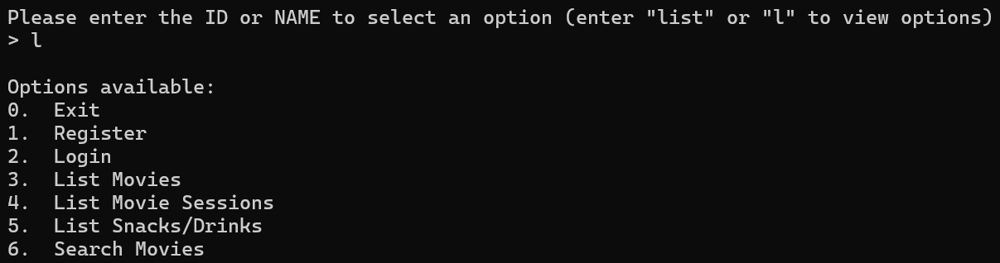 Please enter the ID or NAME to select an option (enter "list" or "l" to view options)
> l
Options available:
0.  Exit
1.  Register
2.  Login
3.  List Movies
4.  List Movie Sessions
5.  List Snacks/Drinks
6.  Search Movies